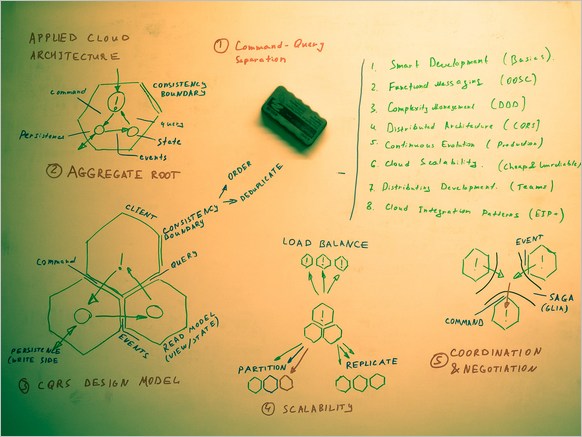 APPLIED CLOUD
ARCHITECTURE
① Command-Query
Separation
command
CONSISTENCY
BOUNDARY
query
Persistence
State
events
② AGGREGATE ROOT
1. Smart Development (Basics).
2. Functional Messaging (OOSC)
3. Complexity Management (DDD)
4. Distributed Architecture (CQRS)
5. Continuous Evolution (Production)
6. Cloud Scalability. (Cheap & Unreliable)
7. Distributing Development. (Teams)
8. Cloud Integration Patterns (EIP+)
ORDER
DEDUPLICATE
CLIENT
CONSISTENCY
BOUNDARY
QUERY
Command
EVENTS
READ MODEL
(VIEW/STATE)
PERSISTENCE
(WRITE SIDE
③ CQRS DESIGN MODEL
LOAD BALANCE
PARTITION
REPLICATE
④ SCALABILITY
EVENT
SAGA
(GLIA)
COMMAND
⑤ COORDINATION
& NEGOTIATION